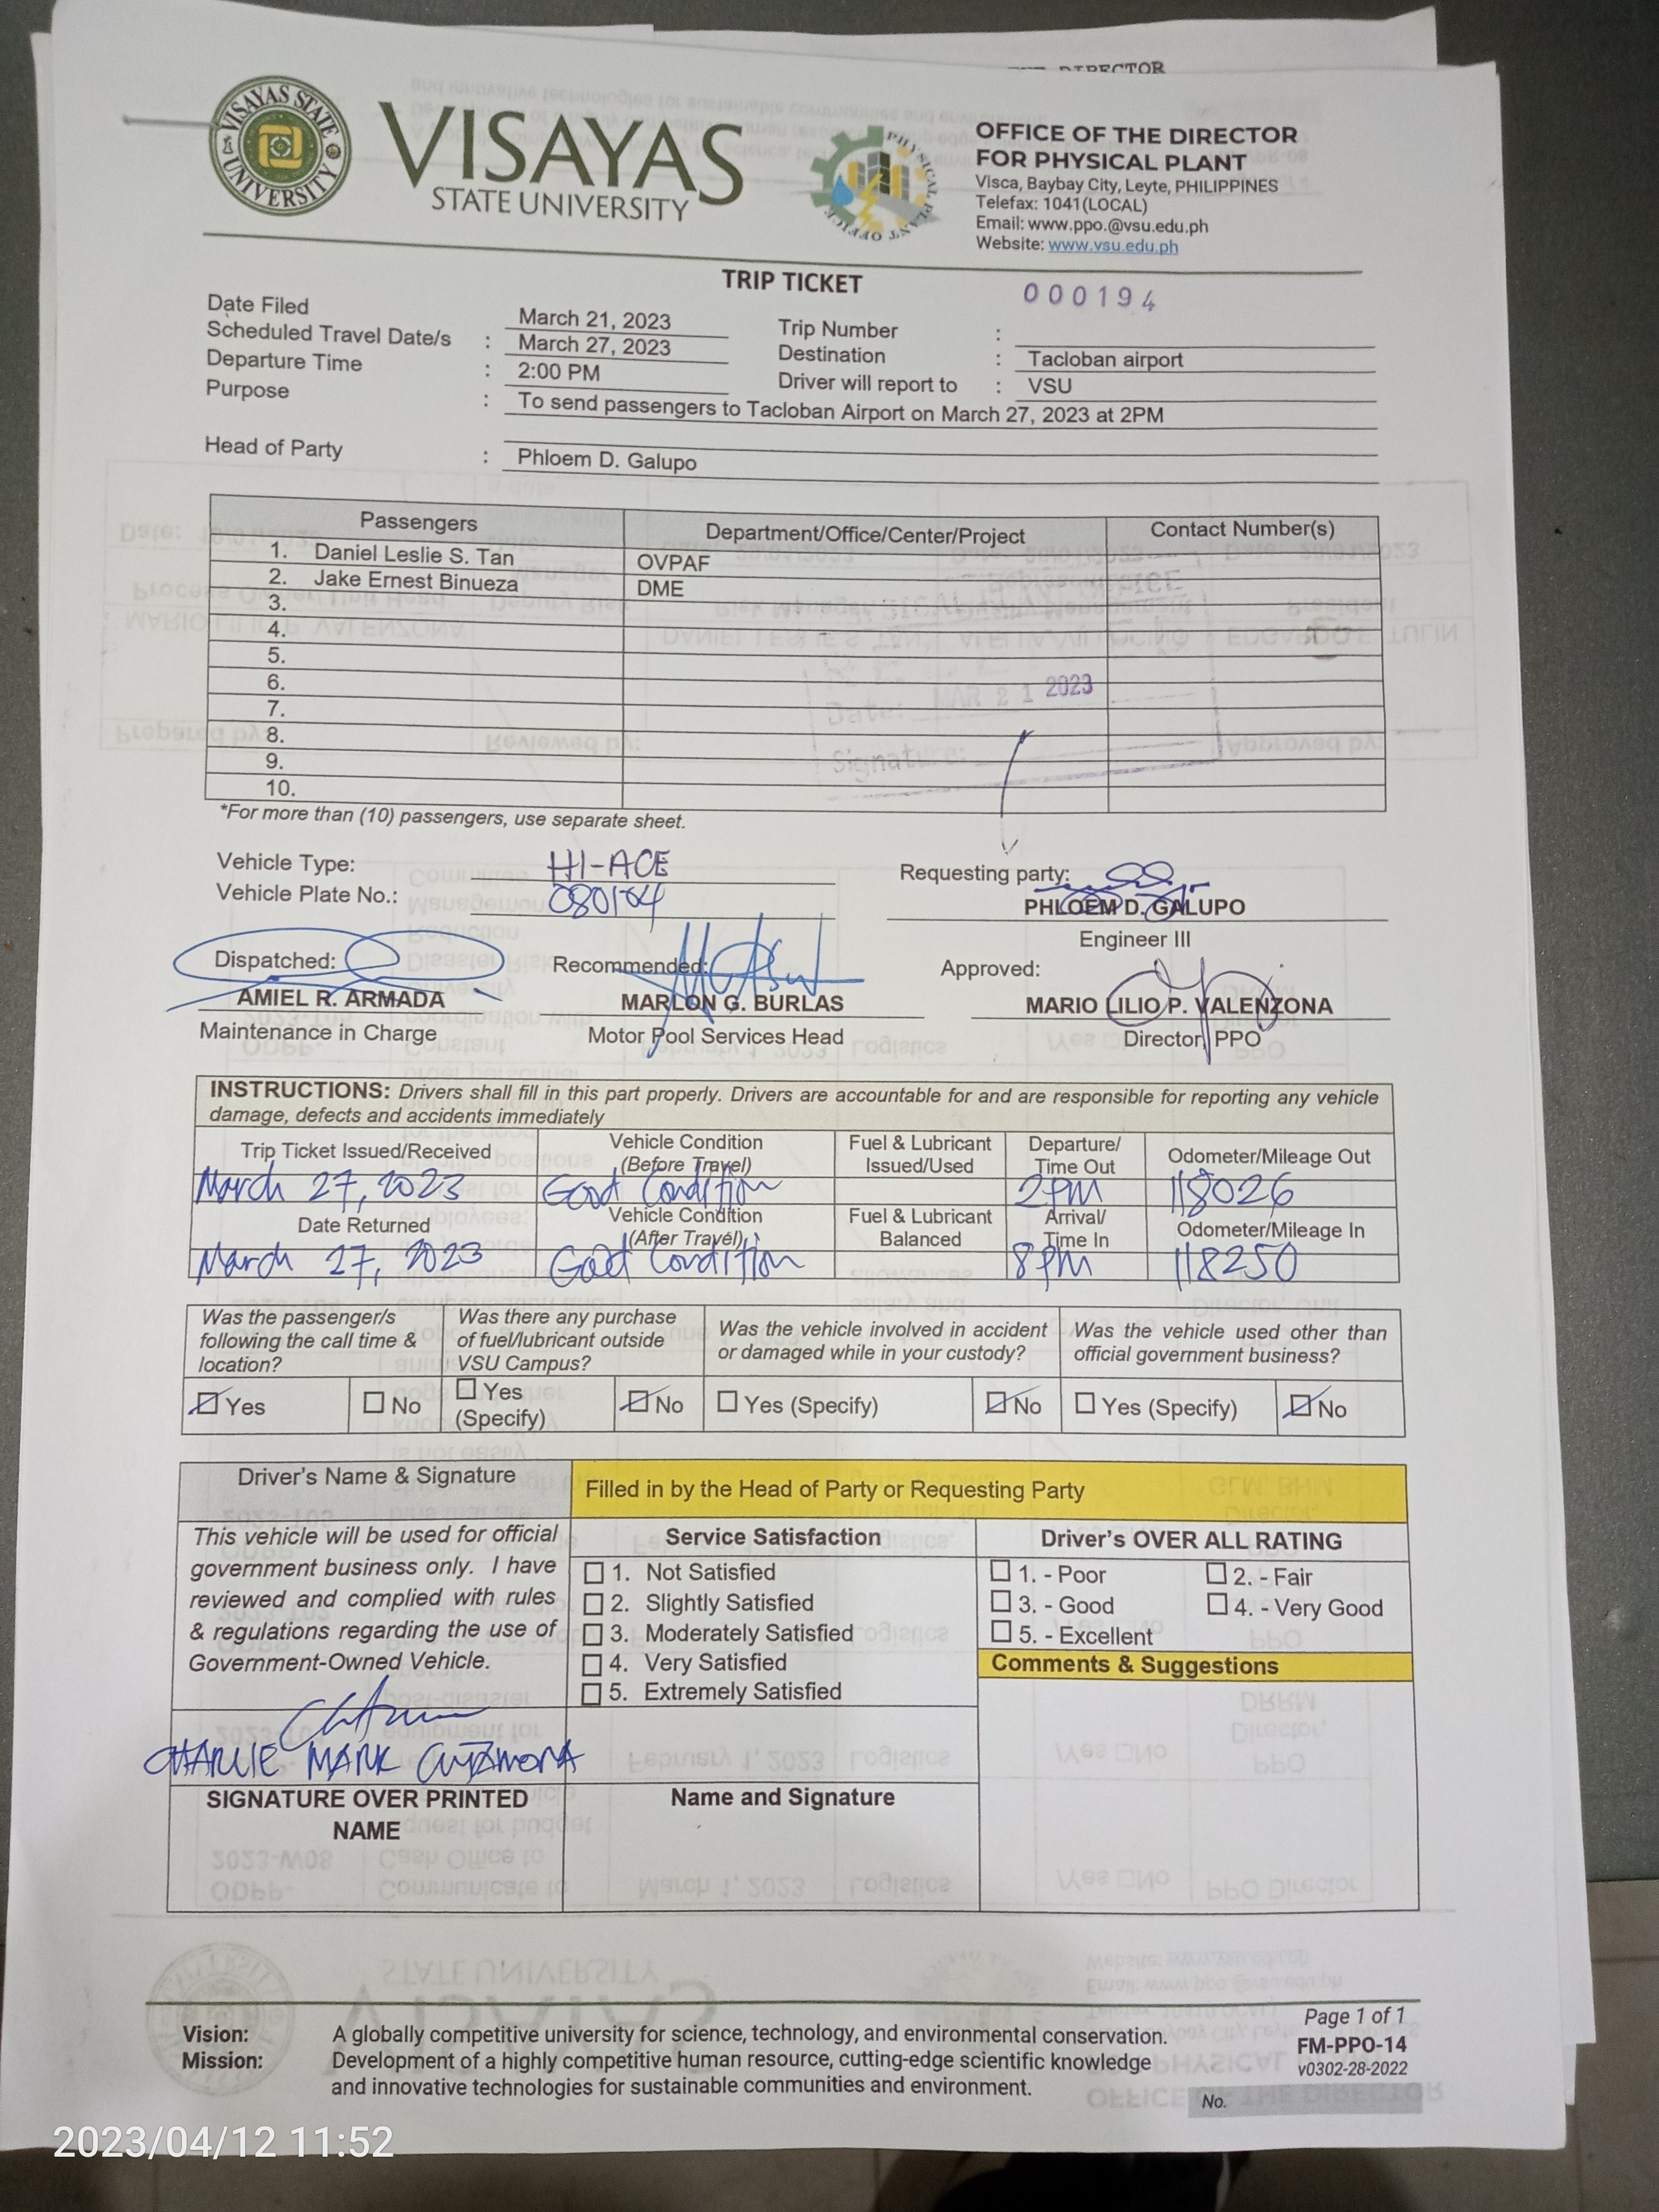 DIRECTOR
VISAYAS STATE UNIVERSITY
VISAYAS
STATE UNIVERSITY
PHYSICAL PLANT OFFICE
OFFICE OF THE DIRECTOR
FOR PHYSICAL PLANT
Visca, Baybay City, Leyte, PHILIPPINES
Telefax: 1041(LOCAL)
Email: www.ppo.@vsu.edu.ph
Website: www.vsu.edu.ph
TRIP TICKET
000194
Date Filed March 21, 2023 Trip Number :
Scheduled Travel Date/s : March 27, 2023 Destination : Tacloban airport
Departure Time : 2:00 PM Driver will report to : VSU
Purpose : To send passengers to Tacloban Airport on March 27, 2023 at 2PM
Head of Party : Phloem D. Galupo
Passengers Department/Office/Center/Project Contact Number(s)
1. Daniel Leslie S. Tan OVPAF
2. Jake Ernest Binueza DME
3.
4.
5.
6.
7.
8.
9.
10.
MAR 21 2023
Date:
Signature:
*For more than (10) passengers, use separate sheet.
Vehicle Type: HI-ACE Requesting party:
Vehicle Plate No.: PHLOEM D. GALUPO
Engineer III
Dispatched: Recommended: Approved:
AMIEL R. ARMADA MARLON G. BURLAS MARIO LILIO P. VALENZONA
Maintenance in Charge Motor Pool Services Head Director, PPO
INSTRUCTIONS: Drivers shall fill in this part properly. Drivers are accountable for and are responsible for reporting any vehicle
damage, defects and accidents immediately
Trip Ticket Issued/Received Vehicle Condition (Before Travel) Fuel & Lubricant Issued/Used Departure/ Time Out Odometer/Mileage Out
March 27, 2023 Good Condition 2pm 118026
Date Returned Vehicle Condition (After Travel) Fuel & Lubricant Balanced Arrival/ Time In Odometer/Mileage In
March 27, 2023 Good Condition 8pm 118250
Was the passenger/s following the call time & location? Was there any purchase of fuel/lubricant outside VSU Campus? Was the vehicle involved in accident or damaged while in your custody? Was the vehicle used other than official government business?
Yes No Yes (Specify) No Yes (Specify) No Yes (Specify) No
Driver's Name & Signature Filled in by the Head of Party or Requesting Party
This vehicle will be used for official
government business only. I have
reviewed and complied with rules
& regulations regarding the use of
Government-Owned Vehicle.
Service Satisfaction
1. Not Satisfied
2. Slightly Satisfied
3. Moderately Satisfied
4. Very Satisfied
5. Extremely Satisfied
Driver's OVER ALL RATING
1. - Poor 2. - Fair
3. - Good 4. - Very Good
5. - Excellent
Comments & Suggestions
CHARLIE MARK
SIGNATURE OVER PRINTED
NAME
Name and Signature
Vision: A globally competitive university for science, technology, and environmental conservation.
Mission: Development of a highly competitive human resource, cutting-edge scientific knowledge
and innovative technologies for sustainable communities and environment.
Page 1 of 1
FM-PPO-14
v0302-28-2022
No.
2023/04/12 11:52